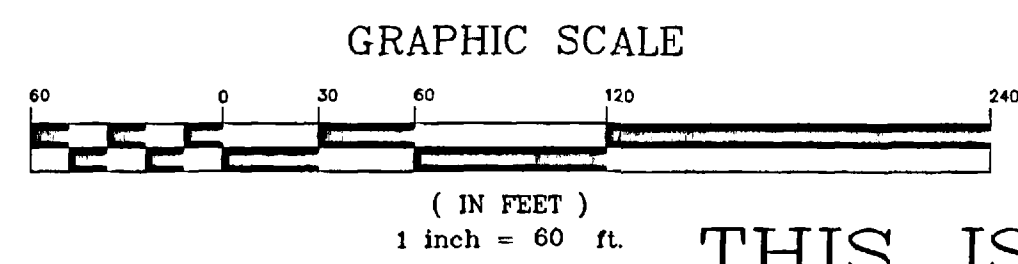 GRAPHIC SCALE
60 0 30 60 120 240
( IN FEET )
1 inch = 60 ft.
THIS IS